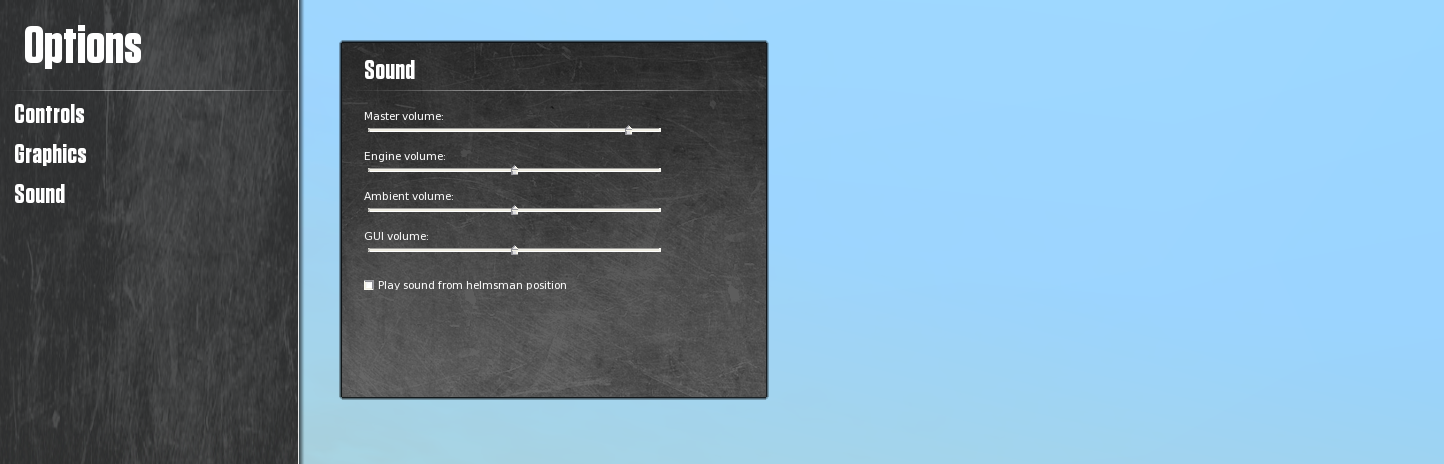 Options
Controls
Graphics
Sound
Sound
Master volume:
Engine volume:
Ambient volume:
GUI volume:
Play sound from helmsman position